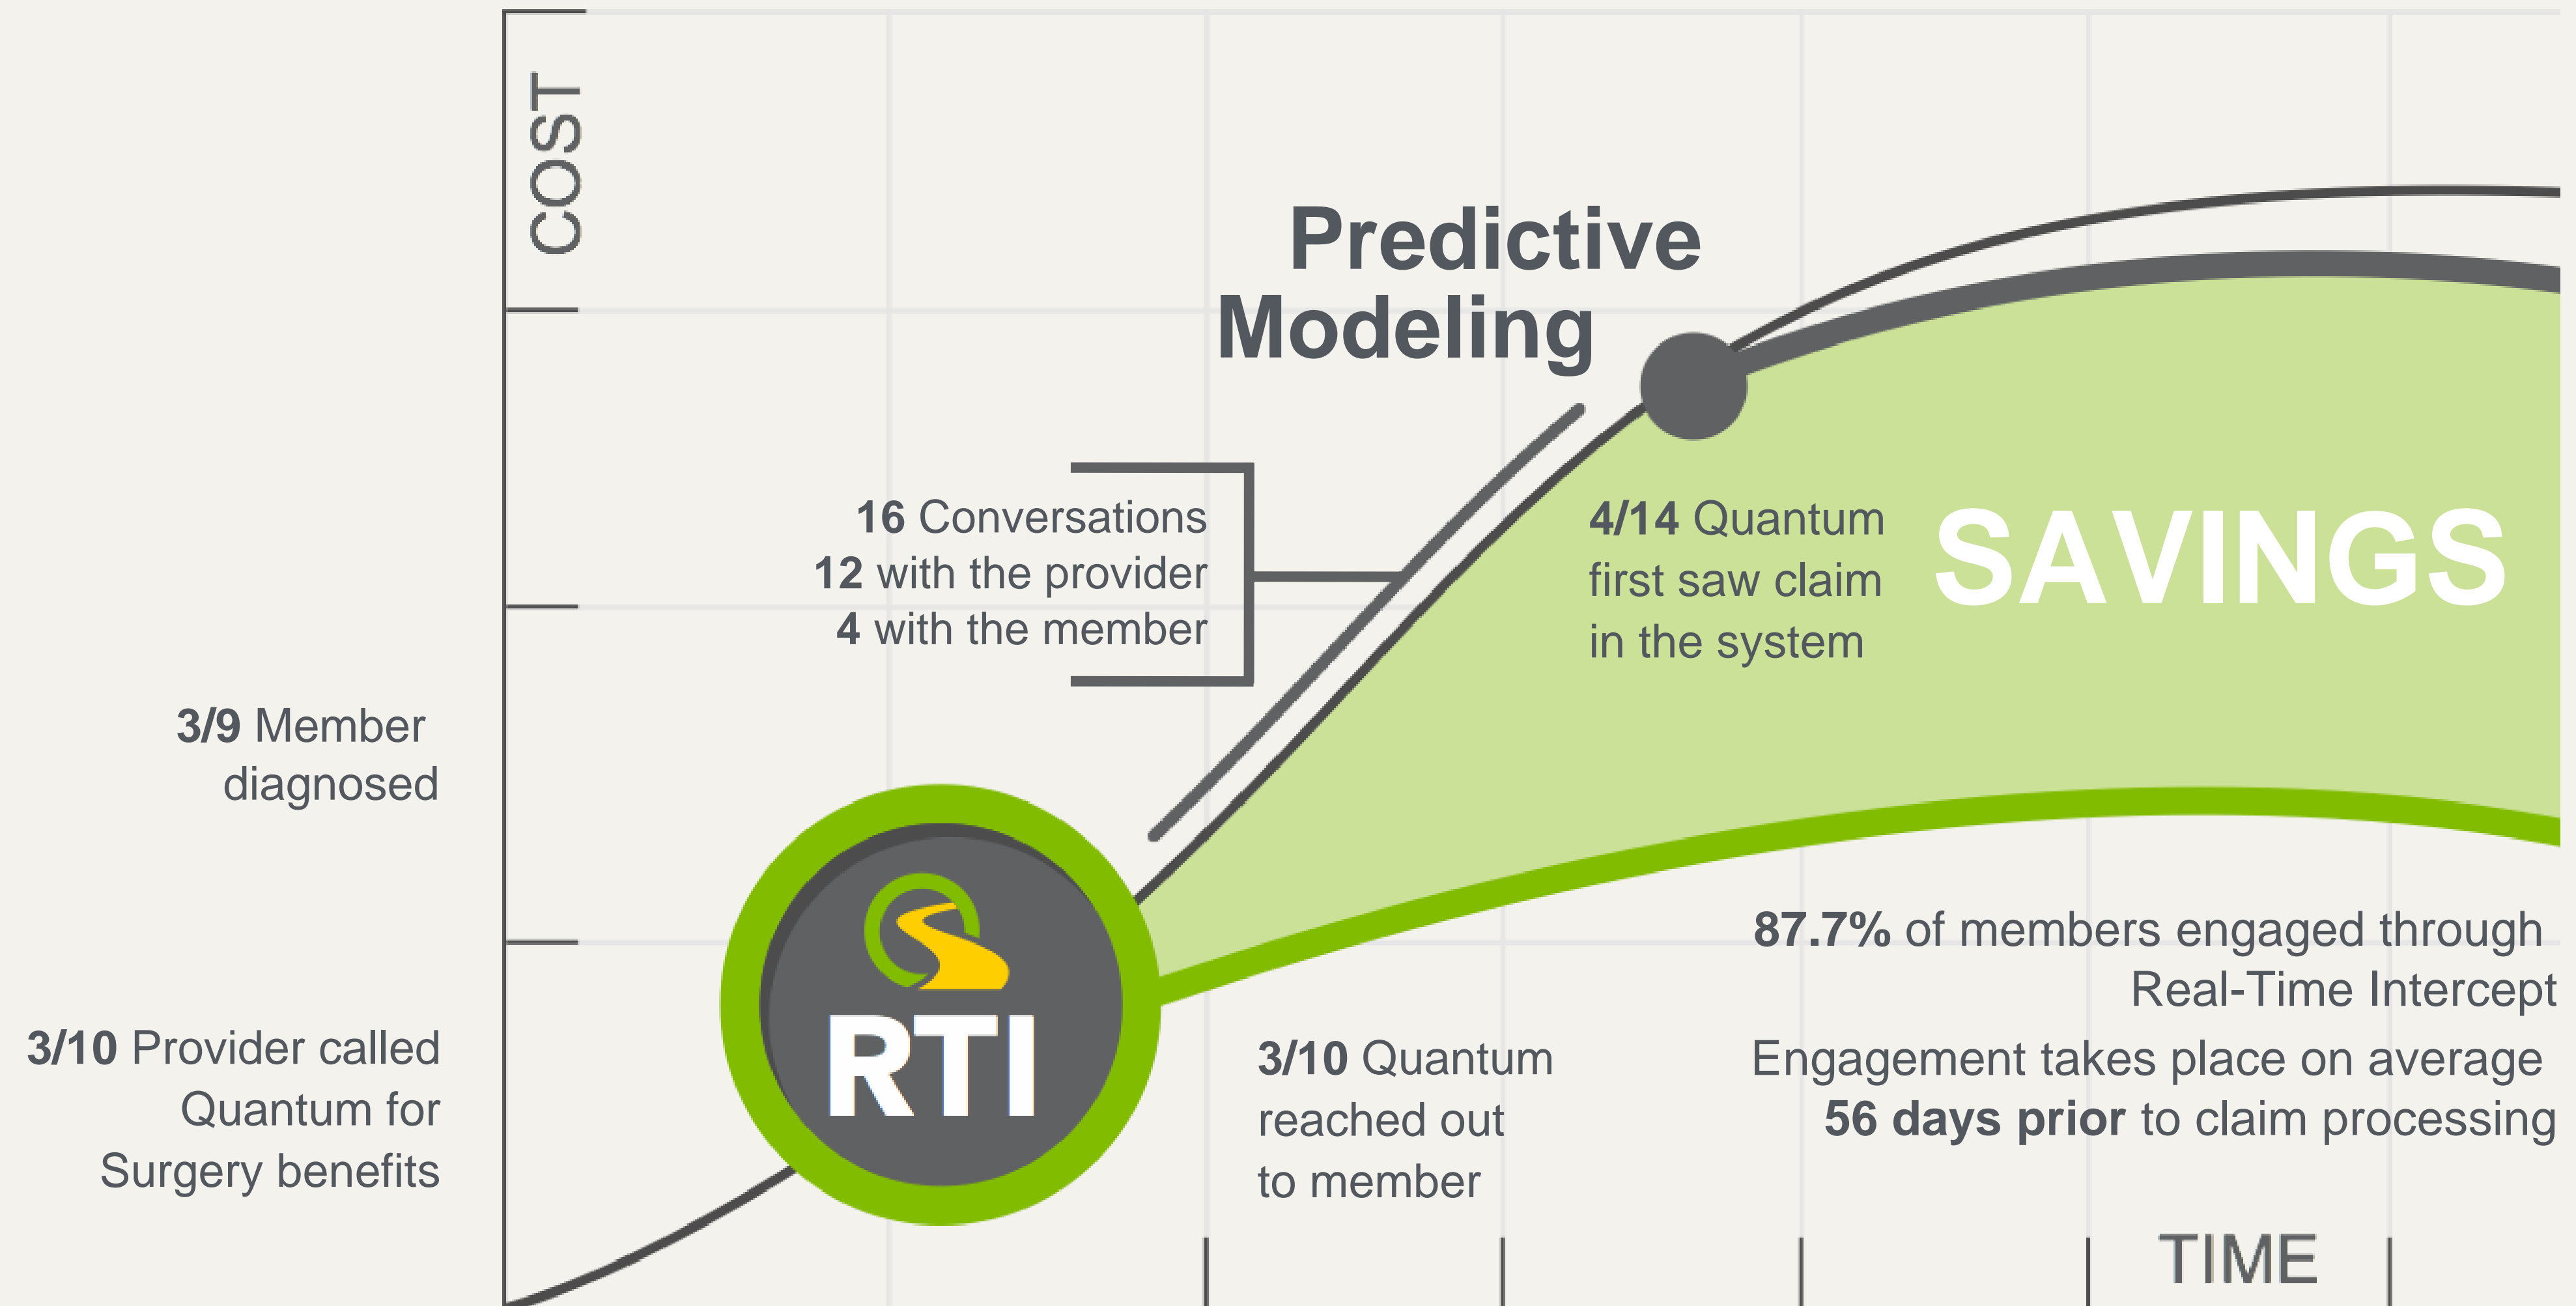 COST
Predictive
Modeling
16 Conversations
12 with the provider
4 with the member
4/14 Quantum
first saw claim
in the system
SAVINGS
3/9 Member
diagnosed
3/10 Provider called
Quantum for
Surgery benefits
RTI
3/10 Quantum
reached out
to member
87.7% of members engaged through
Real-Time Intercept
Engagement takes place on average
56 days prior to claim processing
TIME